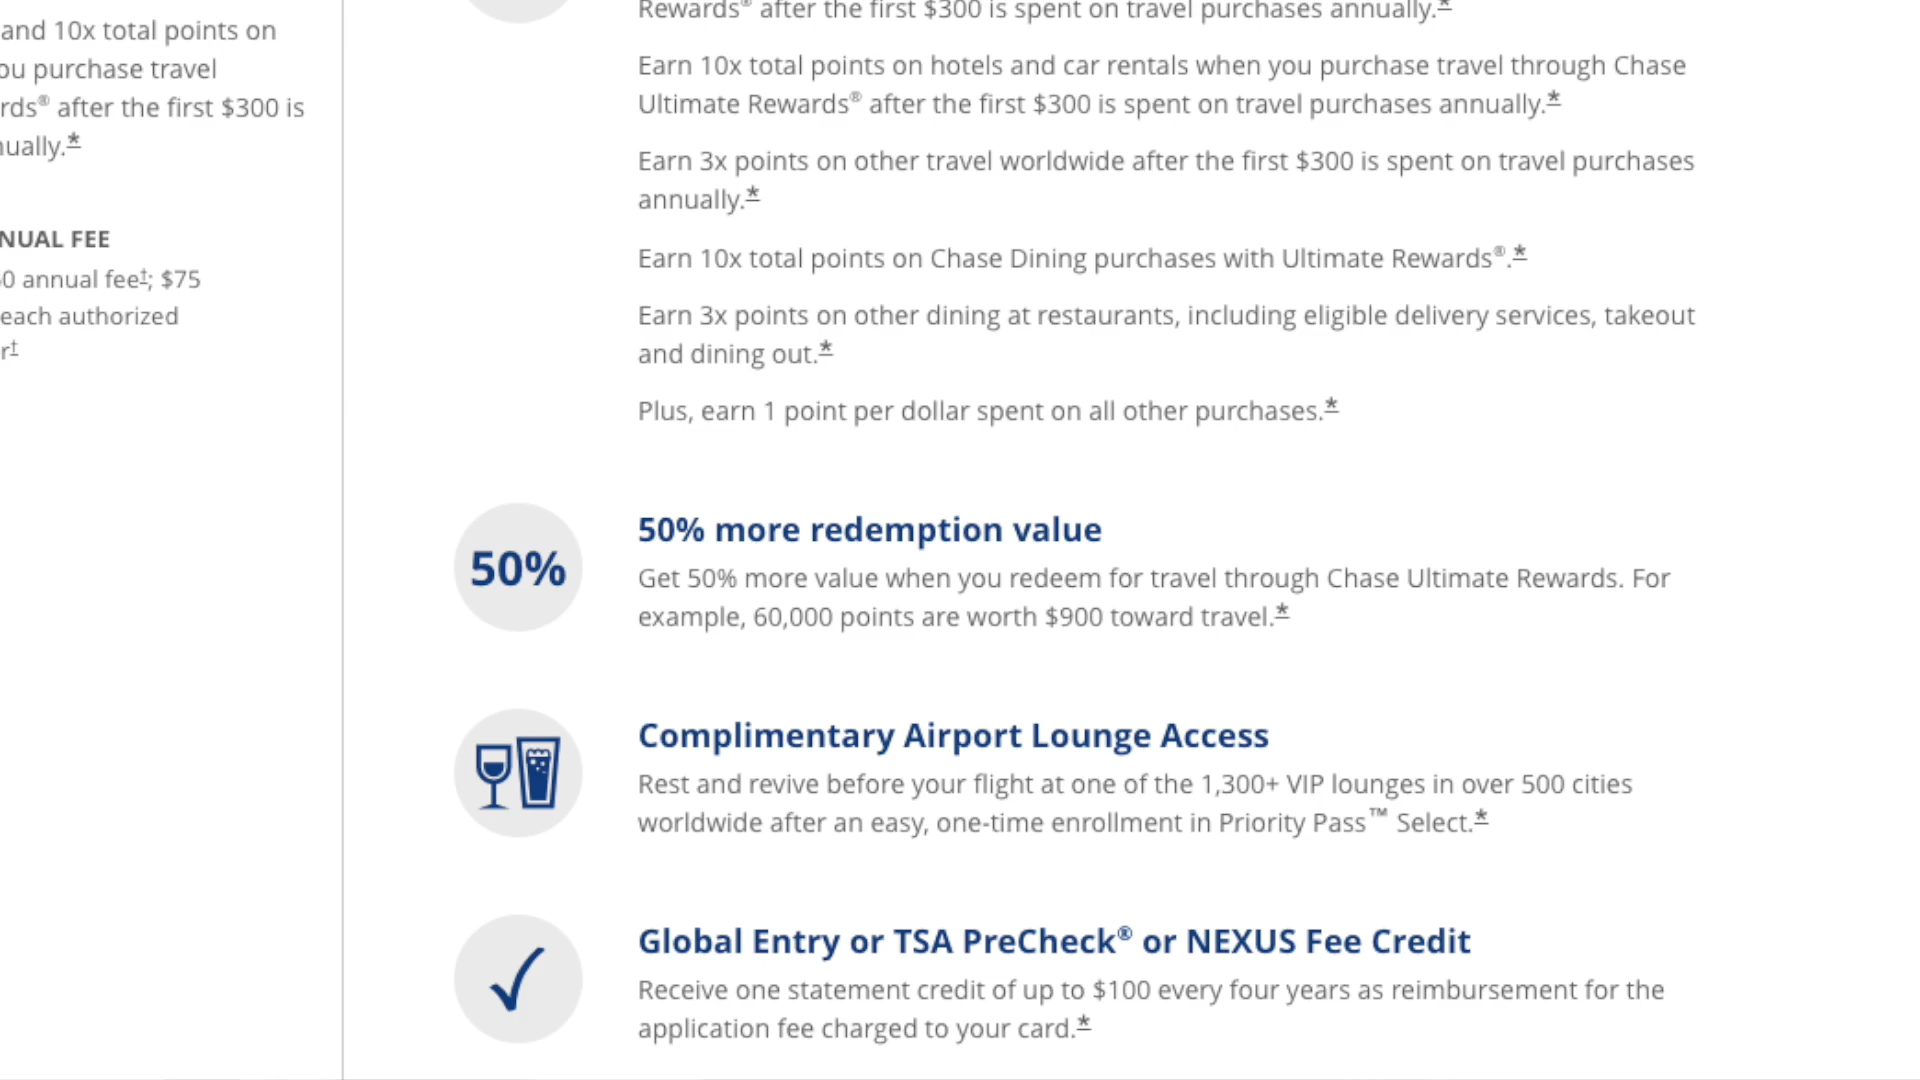 and 10x total points on
ou purchase travel
rds® after the first $300 is
ually.*
NUAL FEE
0 annual fee‡; $75
each authorized
r†
Rewards® after the first $300 is spent on travel purchases annually.*
Earn 10x total points on hotels and car rentals when you purchase travel through Chase
Ultimate Rewards® after the first $300 is spent on travel purchases annually.*
Earn 3x points on other travel worldwide after the first $300 is spent on travel purchases
annually.*
Earn 10x total points on Chase Dining purchases with Ultimate Rewards®.*
Earn 3x points on other dining at restaurants, including eligible delivery services, takeout
and dining out.*
Plus, earn 1 point per dollar spent on all other purchases.*
50%
50% more redemption value
Get 50% more value when you redeem for travel through Chase Ultimate Rewards. For
example, 60,000 points are worth $900 toward travel.*
Complimentary Airport Lounge Access
Rest and revive before your flight at one of the 1,300+ VIP lounges in over 500 cities
worldwide after an easy, one-time enrollment in Priority Pass™ Select.*
Global Entry or TSA PreCheck® or NEXUS Fee Credit
Receive one statement credit of up to $100 every four years as reimbursement for the
application fee charged to your card.*